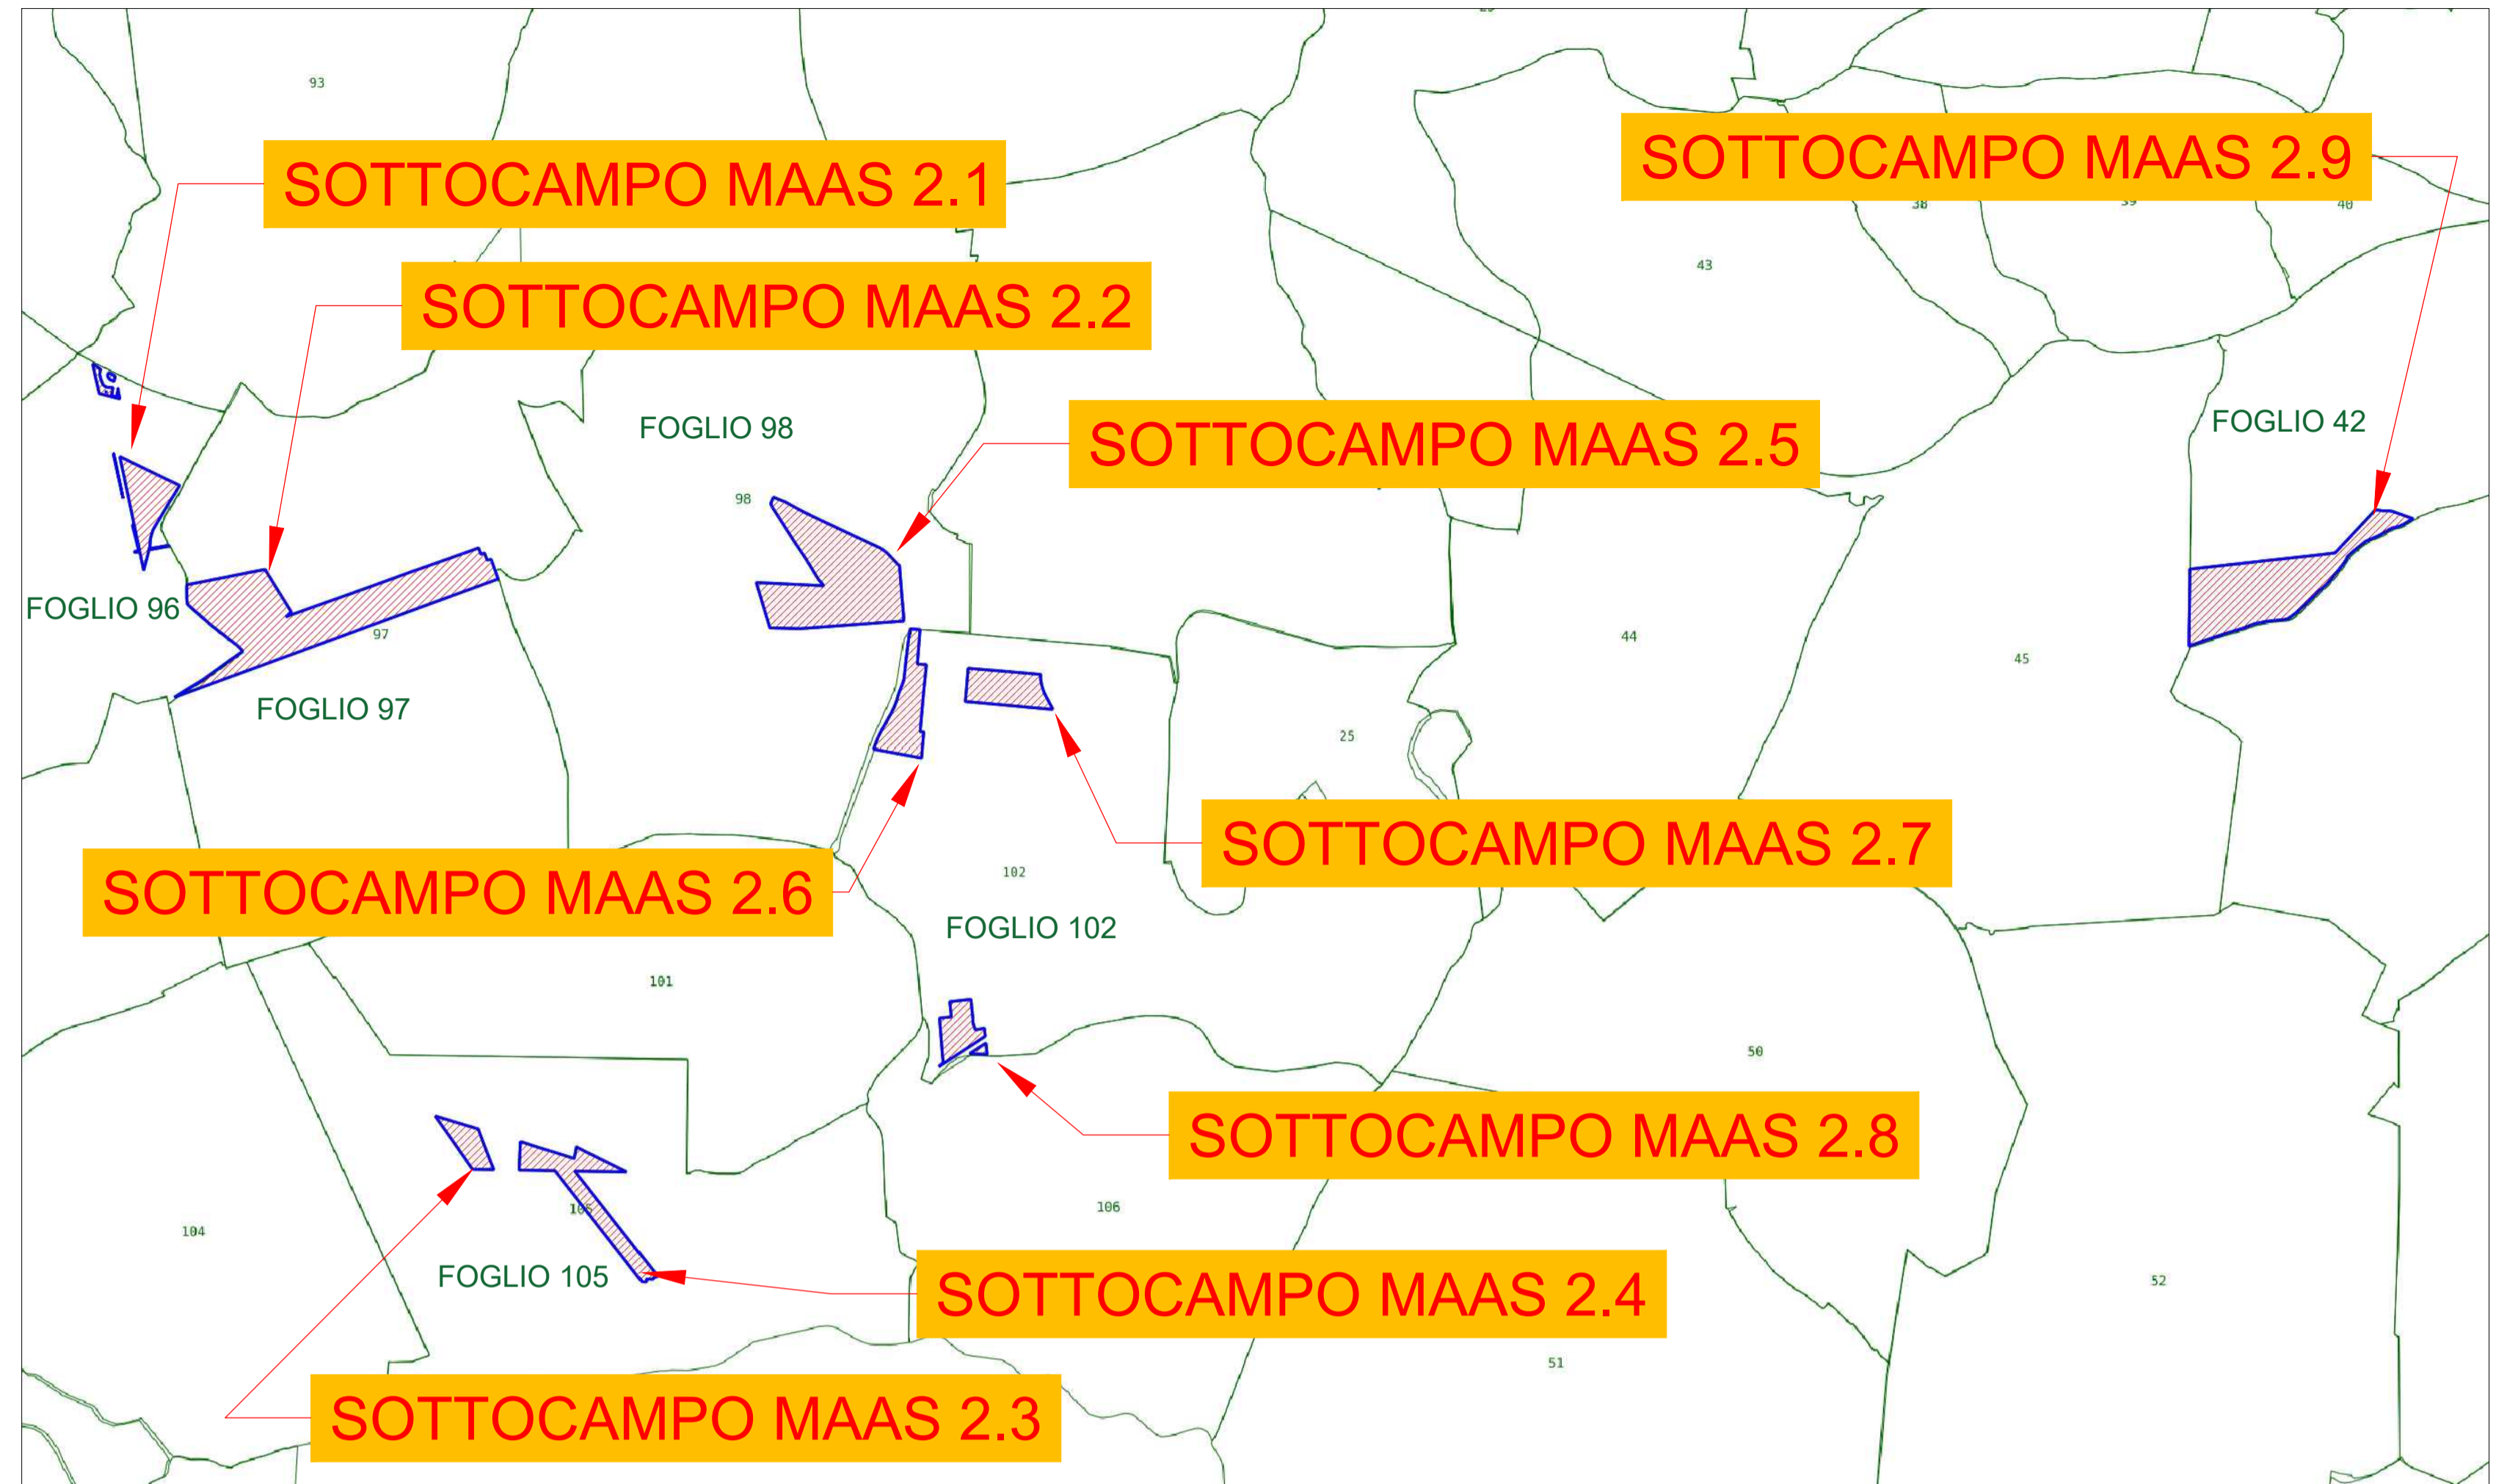 93
SOTTOCAMPO MAAS 2.1
SOTTOCAMPO MAAS 2.9
38
39
40
43
SOTTOCAMPO MAAS 2.2
FOGLIO 98
FOGLIO 42
SOTTOCAMPO MAAS 2.5
98
FOGLIO 96
97
44
45
FOGLIO 97
25
SOTTOCAMPO MAAS 2.7
SOTTOCAMPO MAAS 2.6
102
FOGLIO 102
101
50
SOTTOCAMPO MAAS 2.8
105
106
104
FOGLIO 105
52
SOTTOCAMPO MAAS 2.4
51
SOTTOCAMPO MAAS 2.3